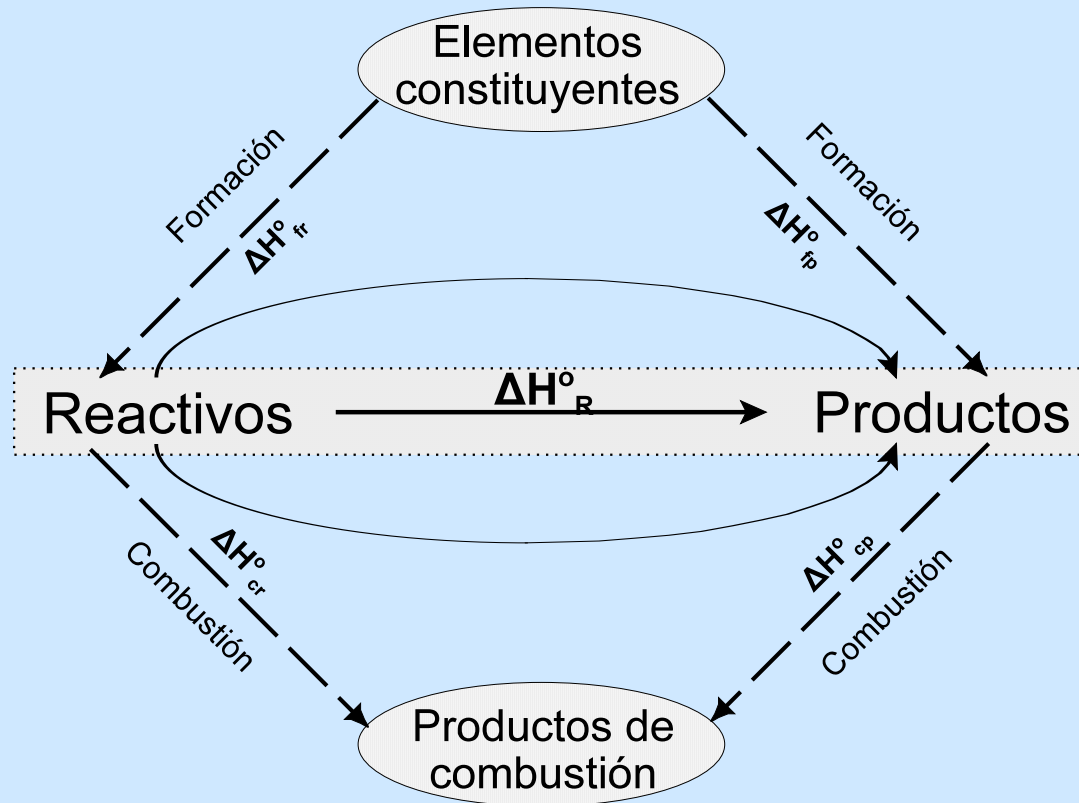 Elementos
constituyentes
Formación
ΔHº fr
Formación
ΔHº fp
Reactivos
ΔHº R
Productos
ΔHº cr
Combustión
ΔHº cp
Combustión
Productos de
combustión